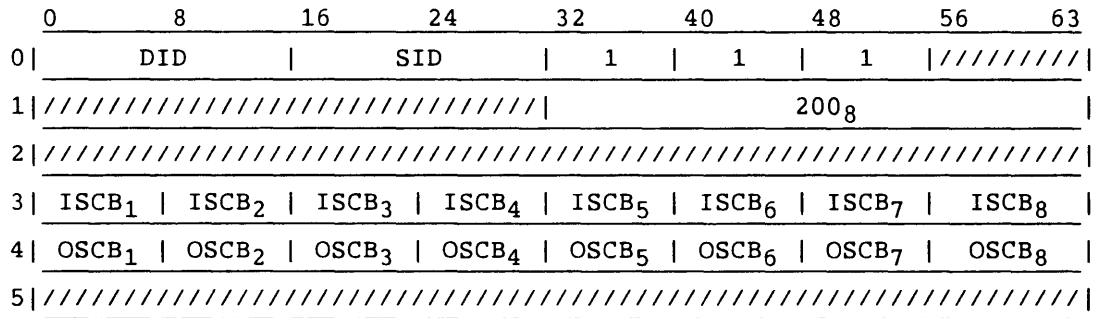 0 8 16 24 32 40 48 56 63
0| DID | SID | 1 | 1 | 1 |/////////|
1|//////////////////////////////| 200₈ |
2|////////////////////////////////////////////////////////////////|
3| ISCB₁ | ISCB₂ | ISCB₃ | ISCB₄ | ISCB₅ | ISCB₆ | ISCB₇ | ISCB₈ |
4| OSCB₁ | OSCB₂ | OSCB₃ | OSCB₄ | OSCB₅ | OSCB₆ | OSCB₇ | OSCB₈ |
5|////////////////////////////////////////////////////////////////|